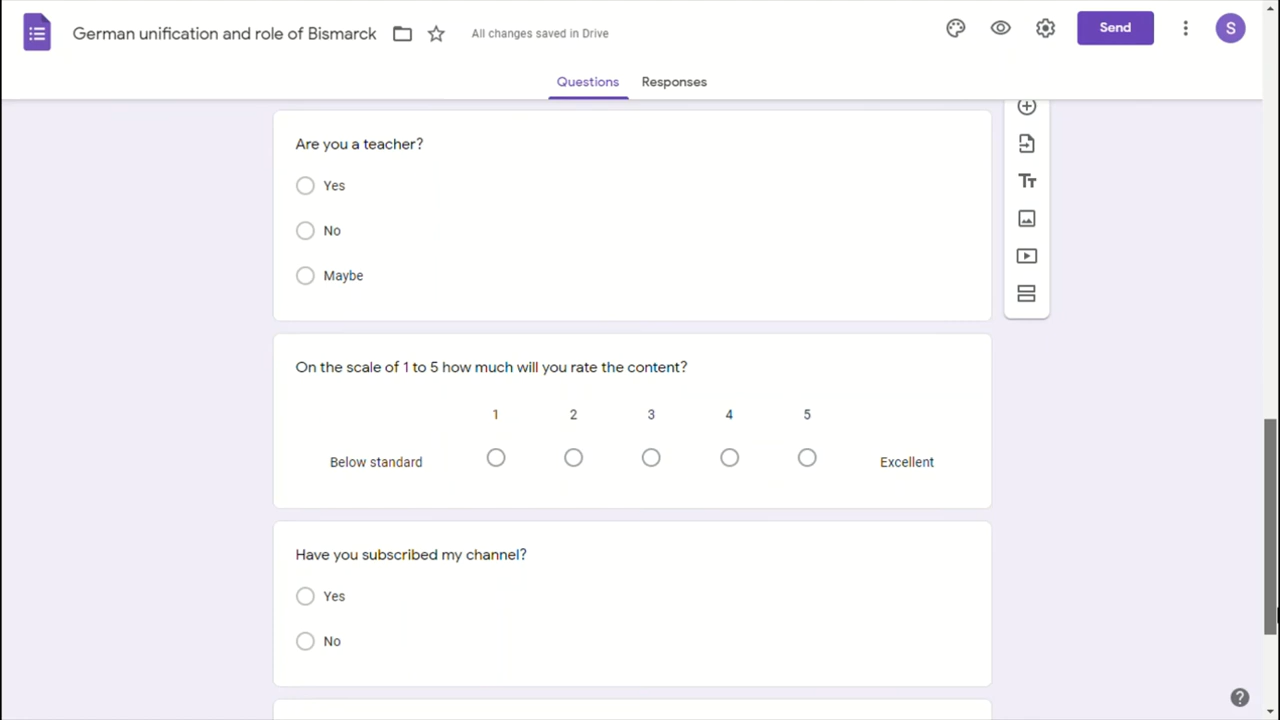 German unification and role of Bismarck
All changes saved in Drive
Send
S
Questions
Responses
Are you a teacher?
Yes
No
Maybe
On the scale of 1 to 5 how much will you rate the content?
1 2 3 4 5
Below standard Excellent
Have you subscribed my channel?
Yes
No